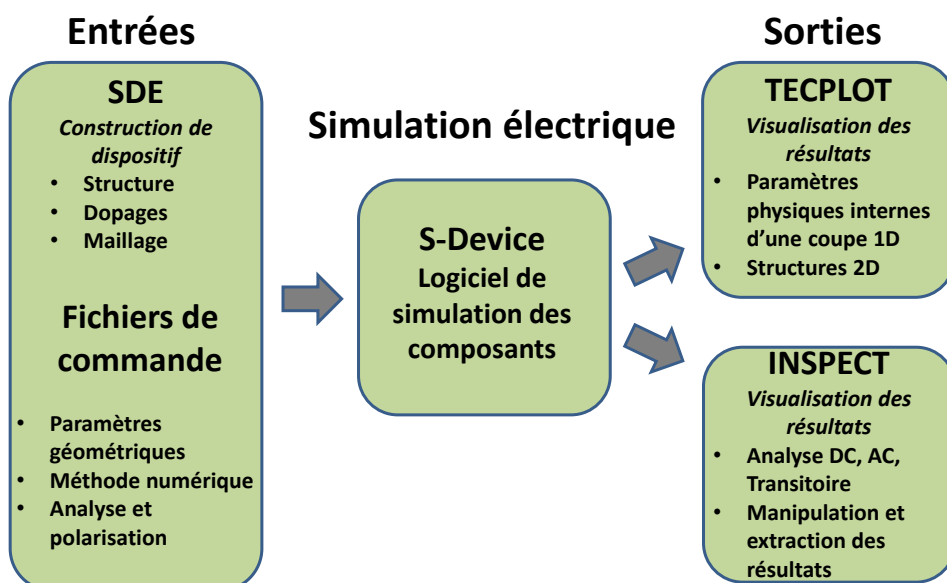 Entrées
SDE
Construction de
dispositif
• Structure
• Dopages
• Maillage
Fichiers de
commande
• Paramètres
géométriques
• Méthode numérique
• Analyse et
polarisation
Simulation électrique
S-Device
Logiciel de
simulation des
composants
Sorties
TECPLOT
Visualisation des
résultats
• Paramètres
physiques internes
d’une coupe 1D
• Structures 2D
INSPECT
Visualisation des
résultats
• Analyse DC, AC,
Transitoire
• Manipulation et
extraction des
résultats